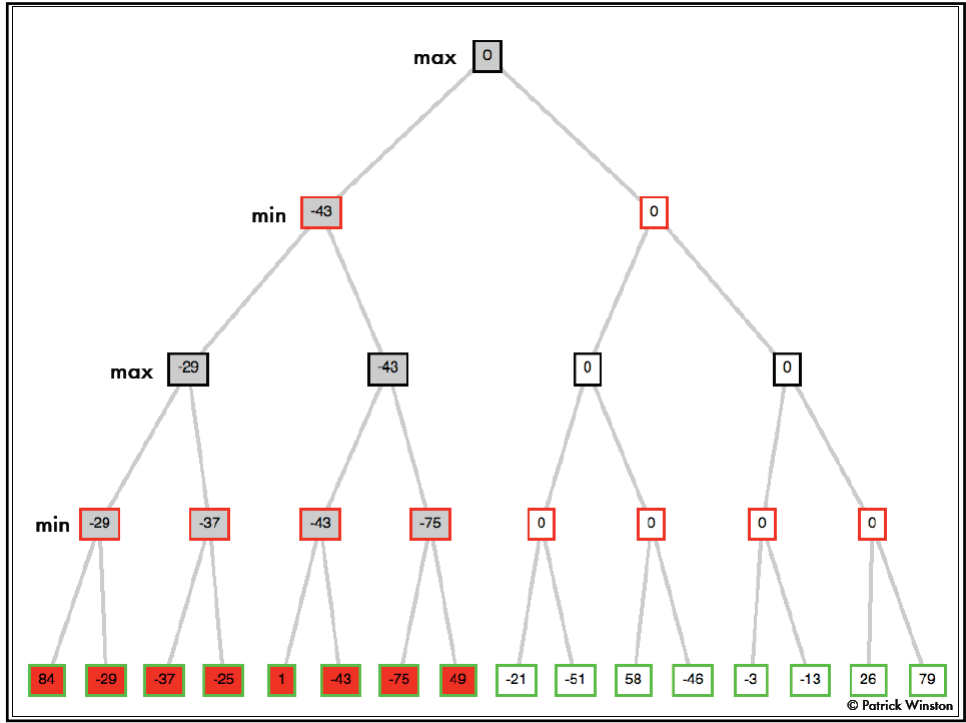 max 0
min -43 0
max -29 -43 0 0
min -29 -37 -43 -75 0 0 0 0
84 -29 -37 -25 1 -43 -75 49 -21 -51 58 -46 -3 -13 26 79
© Patrick Winston